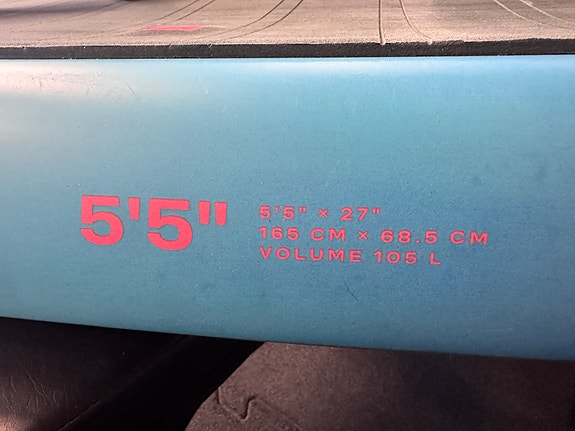 5'5"
5'5" × 27"
165 CM × 68.5 CM
VOLUME 105 L